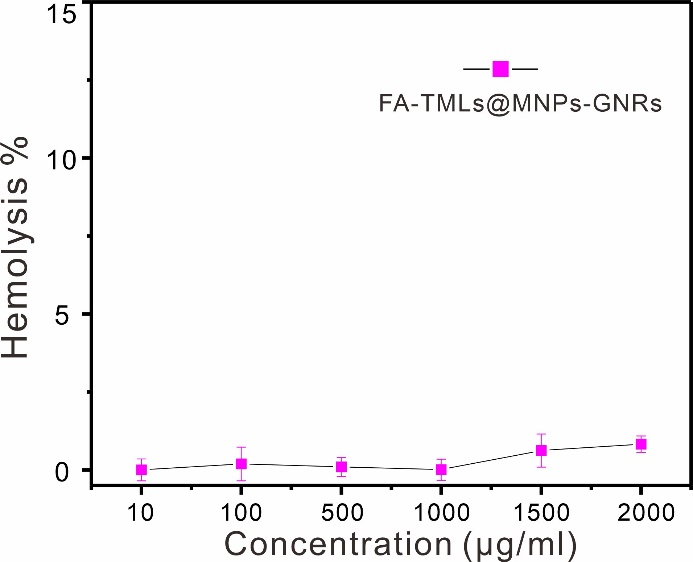 15
FA-TMLs@MNPs-GNRs
10
Hemolysis %
5
0
10 100 500 1000 1500 2000
Concentration (μg/ml)